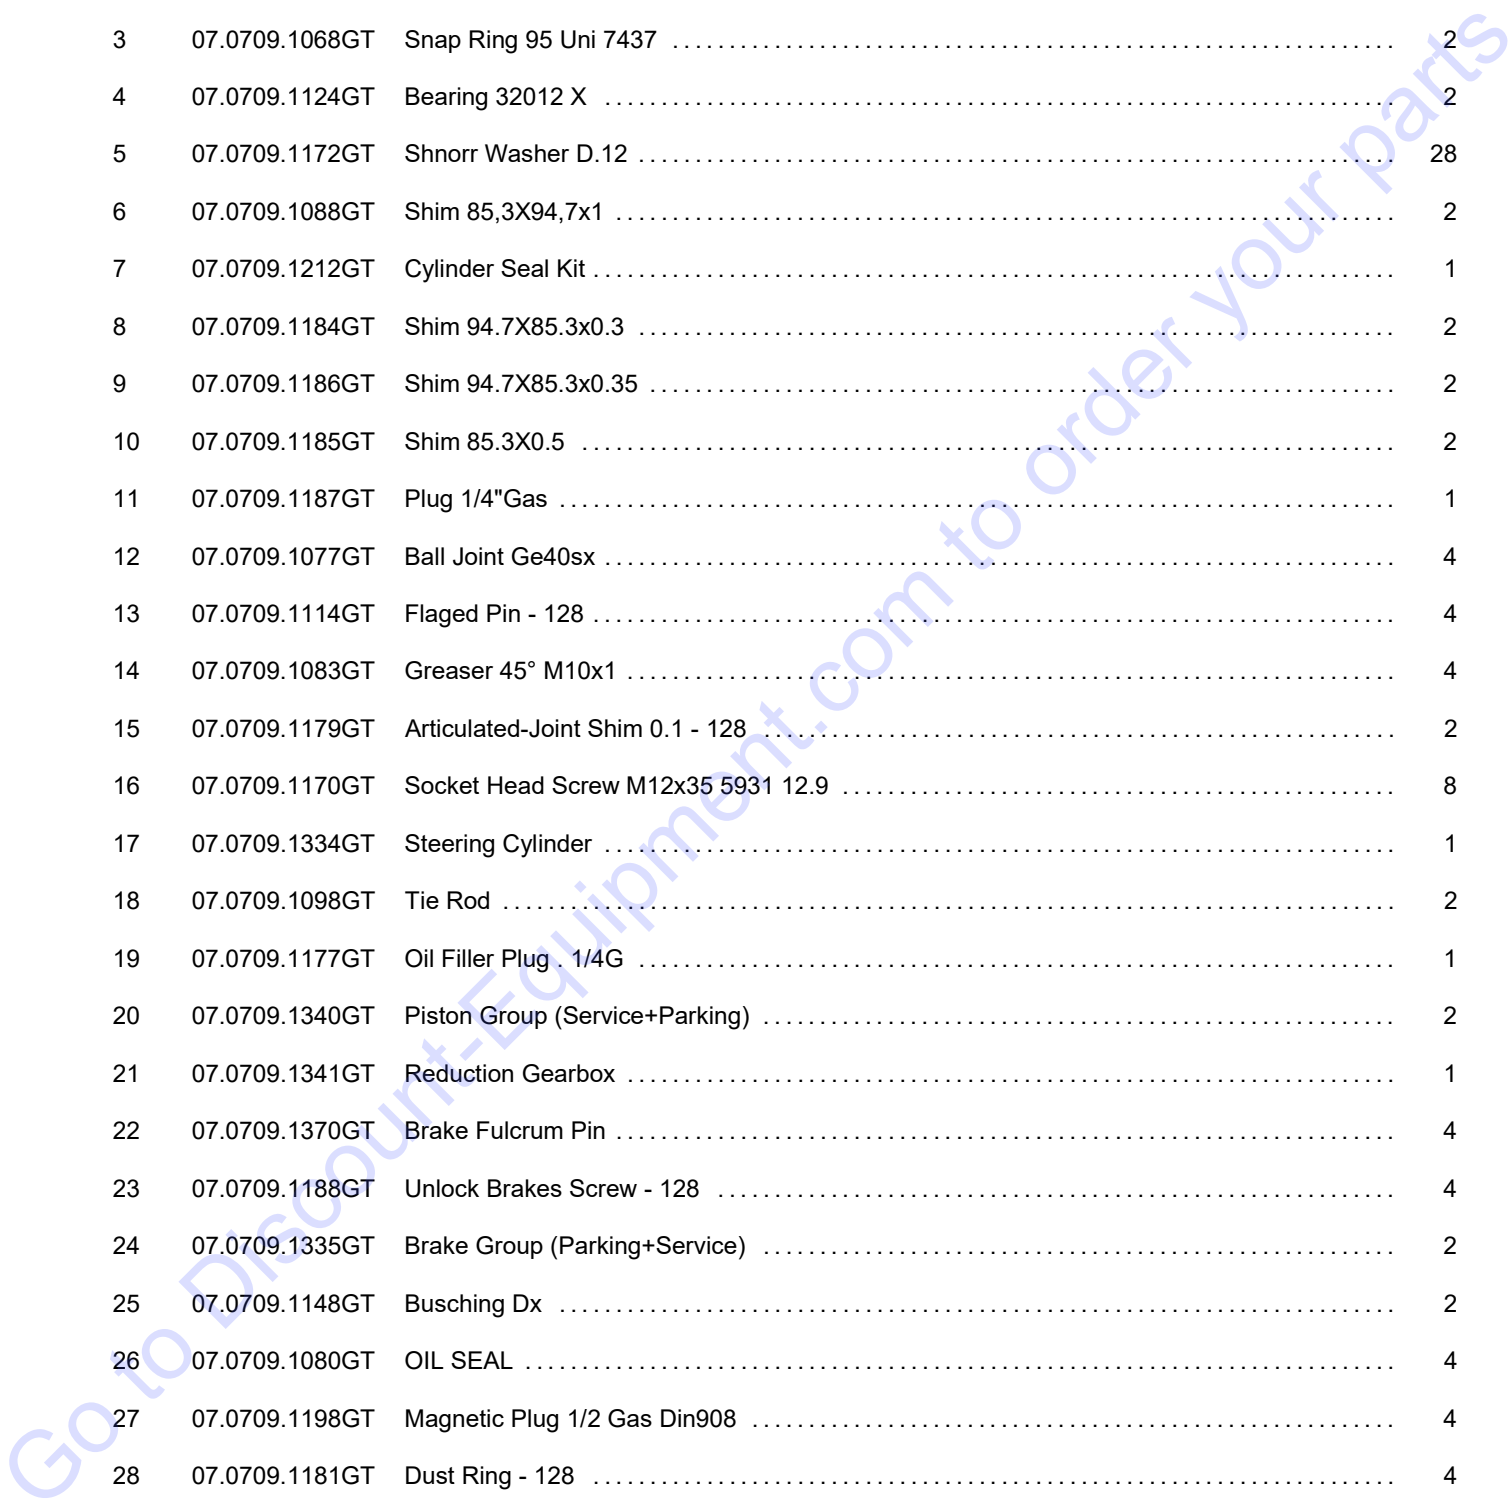 3 07.0709.1068GT Snap Ring 95 Uni 7437 2
4 07.0709.1124GT Bearing 32012 X 2
5 07.0709.1172GT Shnorr Washer D.12 28
6 07.0709.1088GT Shim 85,3X94,7x1 2
7 07.0709.1212GT Cylinder Seal Kit 1
8 07.0709.1184GT Shim 94.7X85.3x0.3 2
9 07.0709.1186GT Shim 94.7X85.3x0.35 2
10 07.0709.1185GT Shim 85.3X0.5 2
11 07.0709.1187GT Plug 1/4"Gas 1
12 07.0709.1077GT Ball Joint Ge40sx 4
13 07.0709.1114GT Flaged Pin - 128 4
14 07.0709.1083GT Greaser 45° M10x1 4
15 07.0709.1179GT Articulated-Joint Shim 0.1 - 128 2
16 07.0709.1170GT Socket Head Screw M12x35 5931 12.9 8
17 07.0709.1334GT Steering Cylinder 1
18 07.0709.1098GT Tie Rod 2
19 07.0709.1177GT Oil Filler Plug . 1/4G 1
20 07.0709.1340GT Piston Group (Service+Parking) 2
21 07.0709.1341GT Reduction Gearbox 1
22 07.0709.1370GT Brake Fulcrum Pin 4
23 07.0709.1188GT Unlock Brakes Screw - 128 4
24 07.0709.1335GT Brake Group (Parking+Service) 2
25 07.0709.1148GT Busching Dx 2
26 07.0709.1080GT OIL SEAL 4
27 07.0709.1198GT Magnetic Plug 1/2 Gas Din908 4
28 07.0709.1181GT Dust Ring - 128 4
Go to Discount-Equipment.com to order your parts